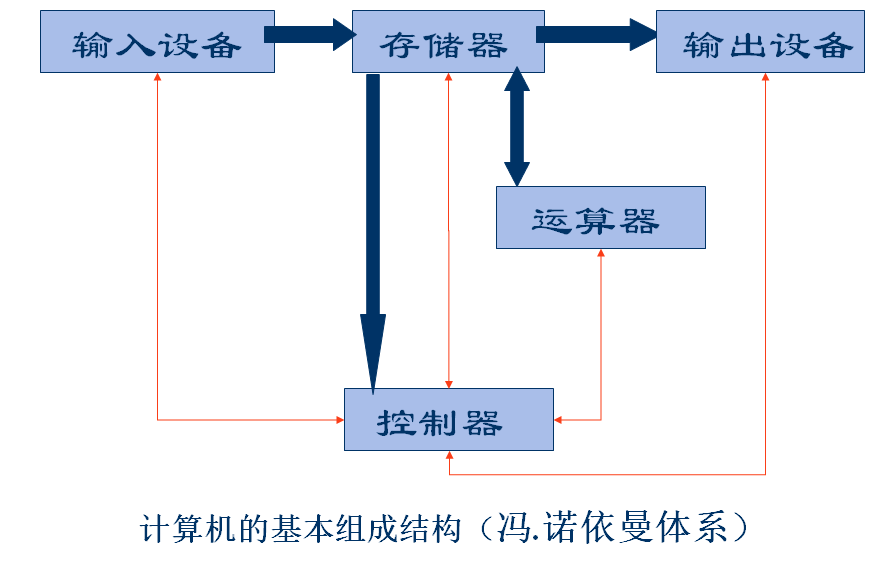 输入设备
存储器
输出设备
运算器
控制器
计算机的基本组成结构（冯.诺依曼体系）